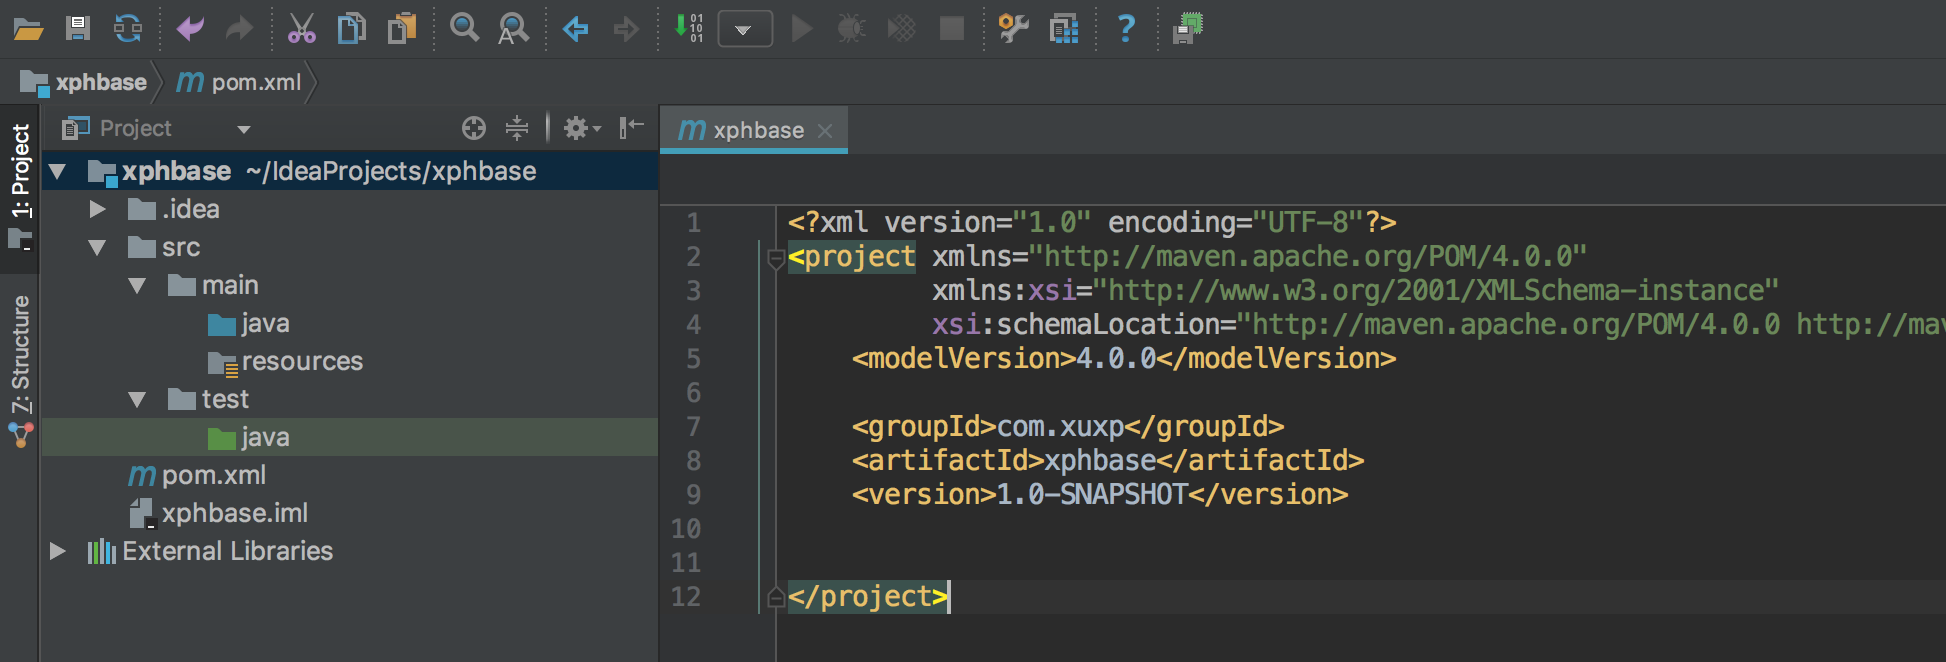 01
10
01
A
?
xphbase
m pom.xml
1: Project
7: Structure
Project
xphbase ~/IdeaProjects/xphbase
.idea
src
main
java
resources
test
java
m pom.xml
xphbase.iml
External Libraries
m xphbase
1 <?xml version="1.0" encoding="UTF-8"?>
2 <project xmlns="http://maven.apache.org/POM/4.0.0"
3 xmlns:xsi="http://www.w3.org/2001/XMLSchema-instance"
4 xsi:schemaLocation="http://maven.apache.org/POM/4.0.0 http://mav
5 <modelVersion>4.0.0</modelVersion>
6
7 <groupId>com.xuxp</groupId>
8 <artifactId>xphbase</artifactId>
9 <version>1.0-SNAPSHOT</version>
10
11
12 </project>